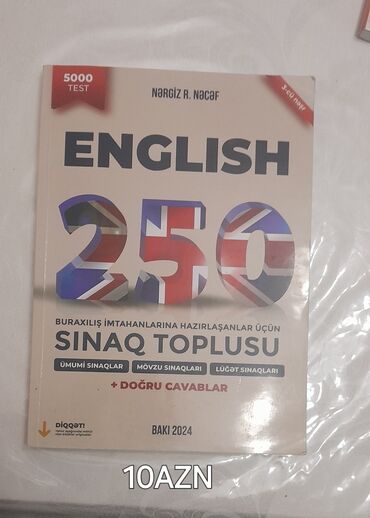 5000
TEST
NƏRGİZ R. NƏCƏF
3-cü nəşr
ENGLISH
250
BURAXILIŞ İMTAHANLARINA HAZIRLAŞANLAR ÜÇÜN
SINAQ TOPLUSU
ÜMUMİ SINAQLAR
MÖVZU SINAQLARI
LÜĞƏT SINAQLARI
+ DOĞRU CAVABLAR
DİQQƏT!
BAKI 2024
10AZN